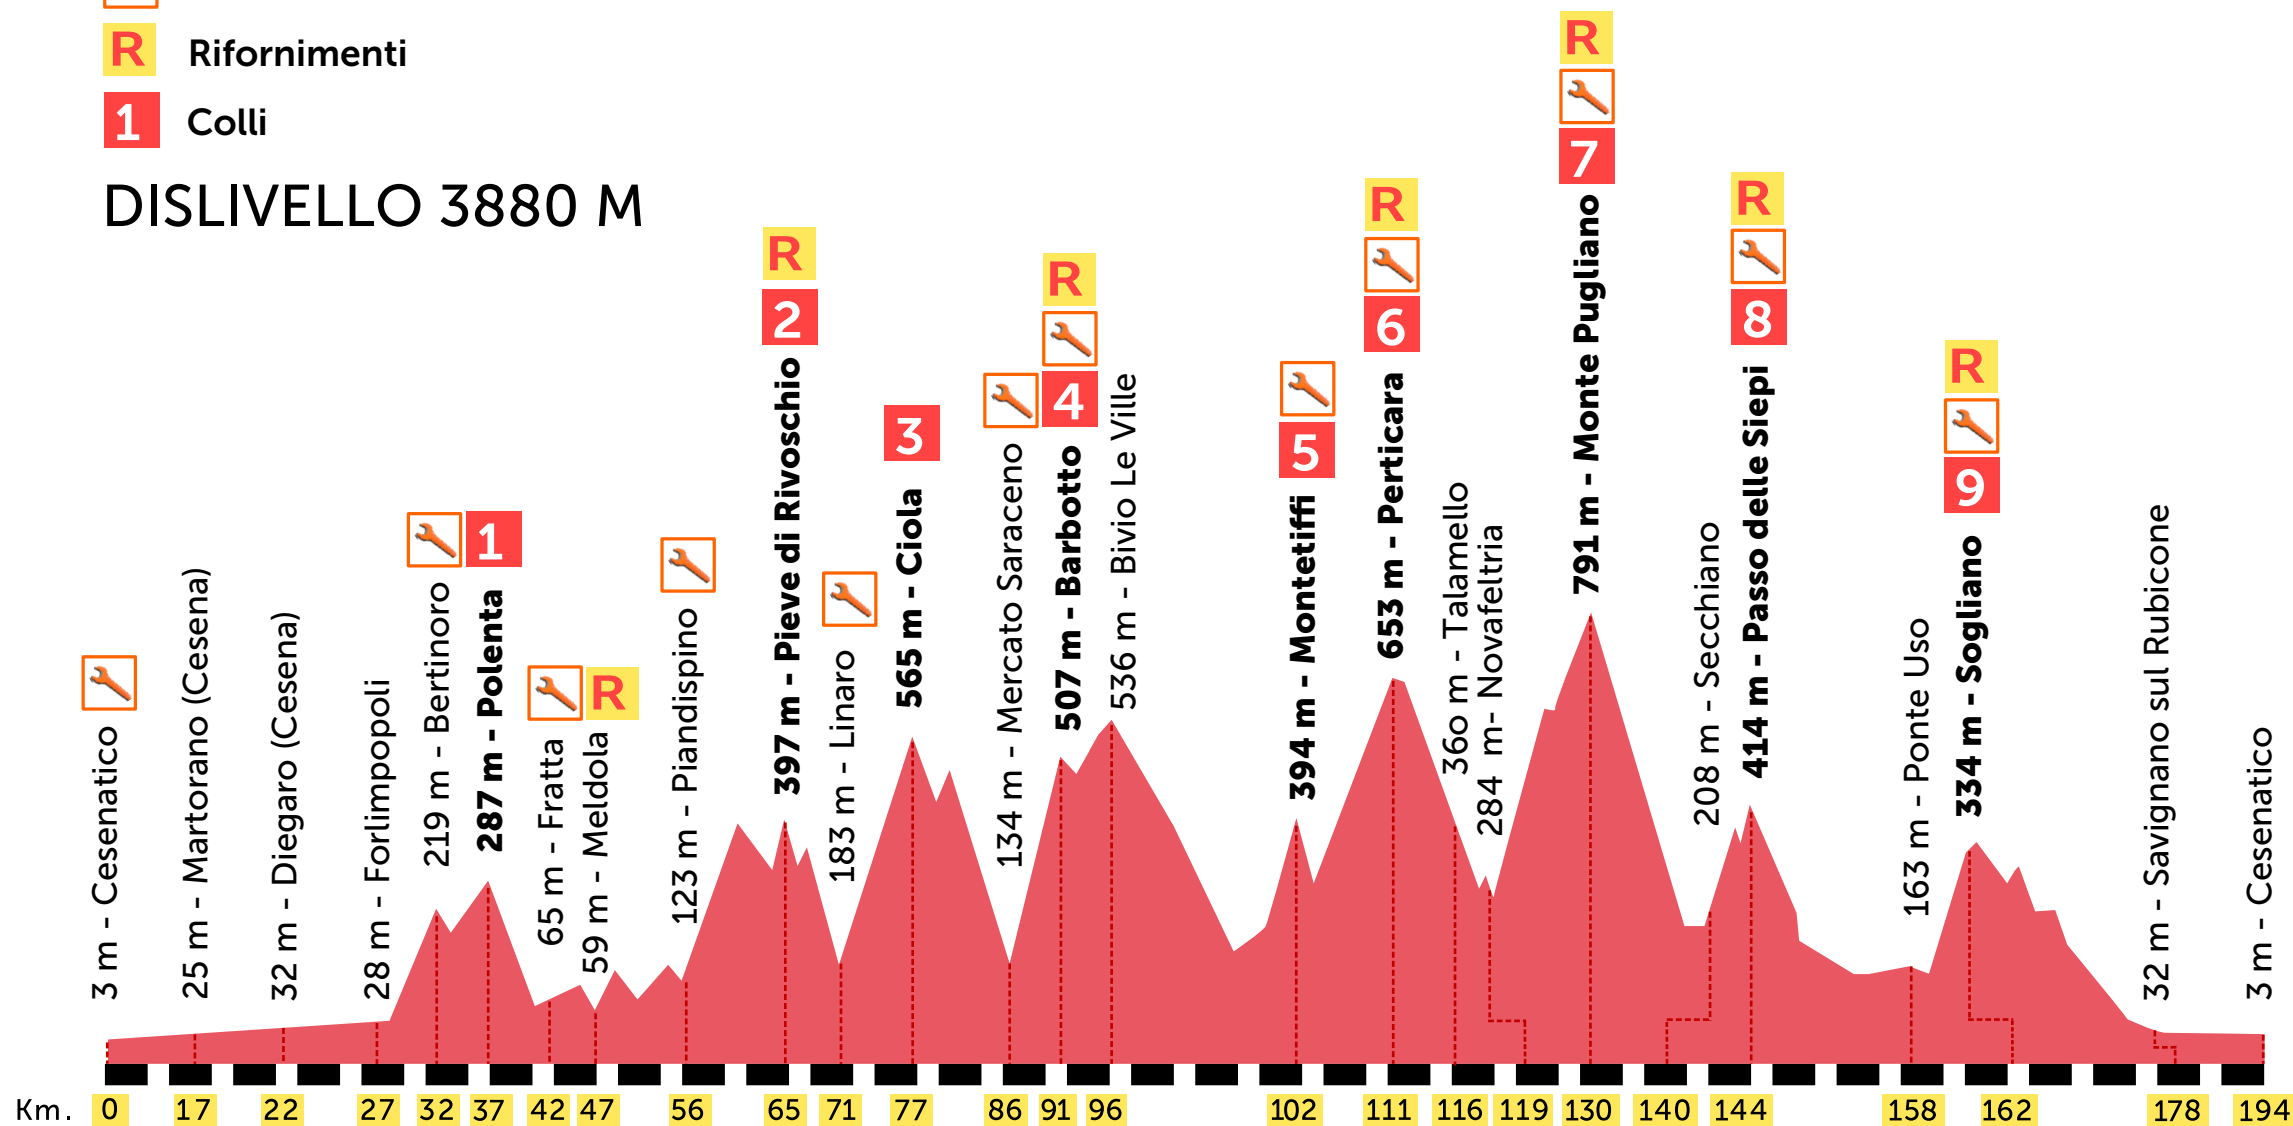 R Rifornimenti
1 Colli
DISLIVELLO 3880 M
3 m - Cesenatico
25 m - Martorano (Cesena)
32 m - Diegaro (Cesena)
28 m - Forlimpopoli
219 m - Bertinoro
1
287 m - Polenta
65 m - Fratta
R
59 m - Meldola
123 m - Piandispino
R
2
397 m - Pieve di Rivoschio
183 m - Linaro
3
565 m - Ciola
134 m - Mercato Saraceno
R
4
507 m - Barbotto
536 m - Bivio Le Ville
5
394 m - Montetiffi
R
6
653 m - Perticara
36o m - Talamello
284 m- Novafeltria
R
7
791 m - Monte Pugliano
208 m - Secchiano
R
8
414 m - Passo delle Siepi
163 m - Ponte Uso
R
9
334 m - Sogliano
32 m - Savignano sul Rubicone
3 m - Cesenatico
Km. 0 17 22 27 32 37 42 47 56 65 71 77 86 91 96 102 111 116 119 130 140 144 158 162 178 194